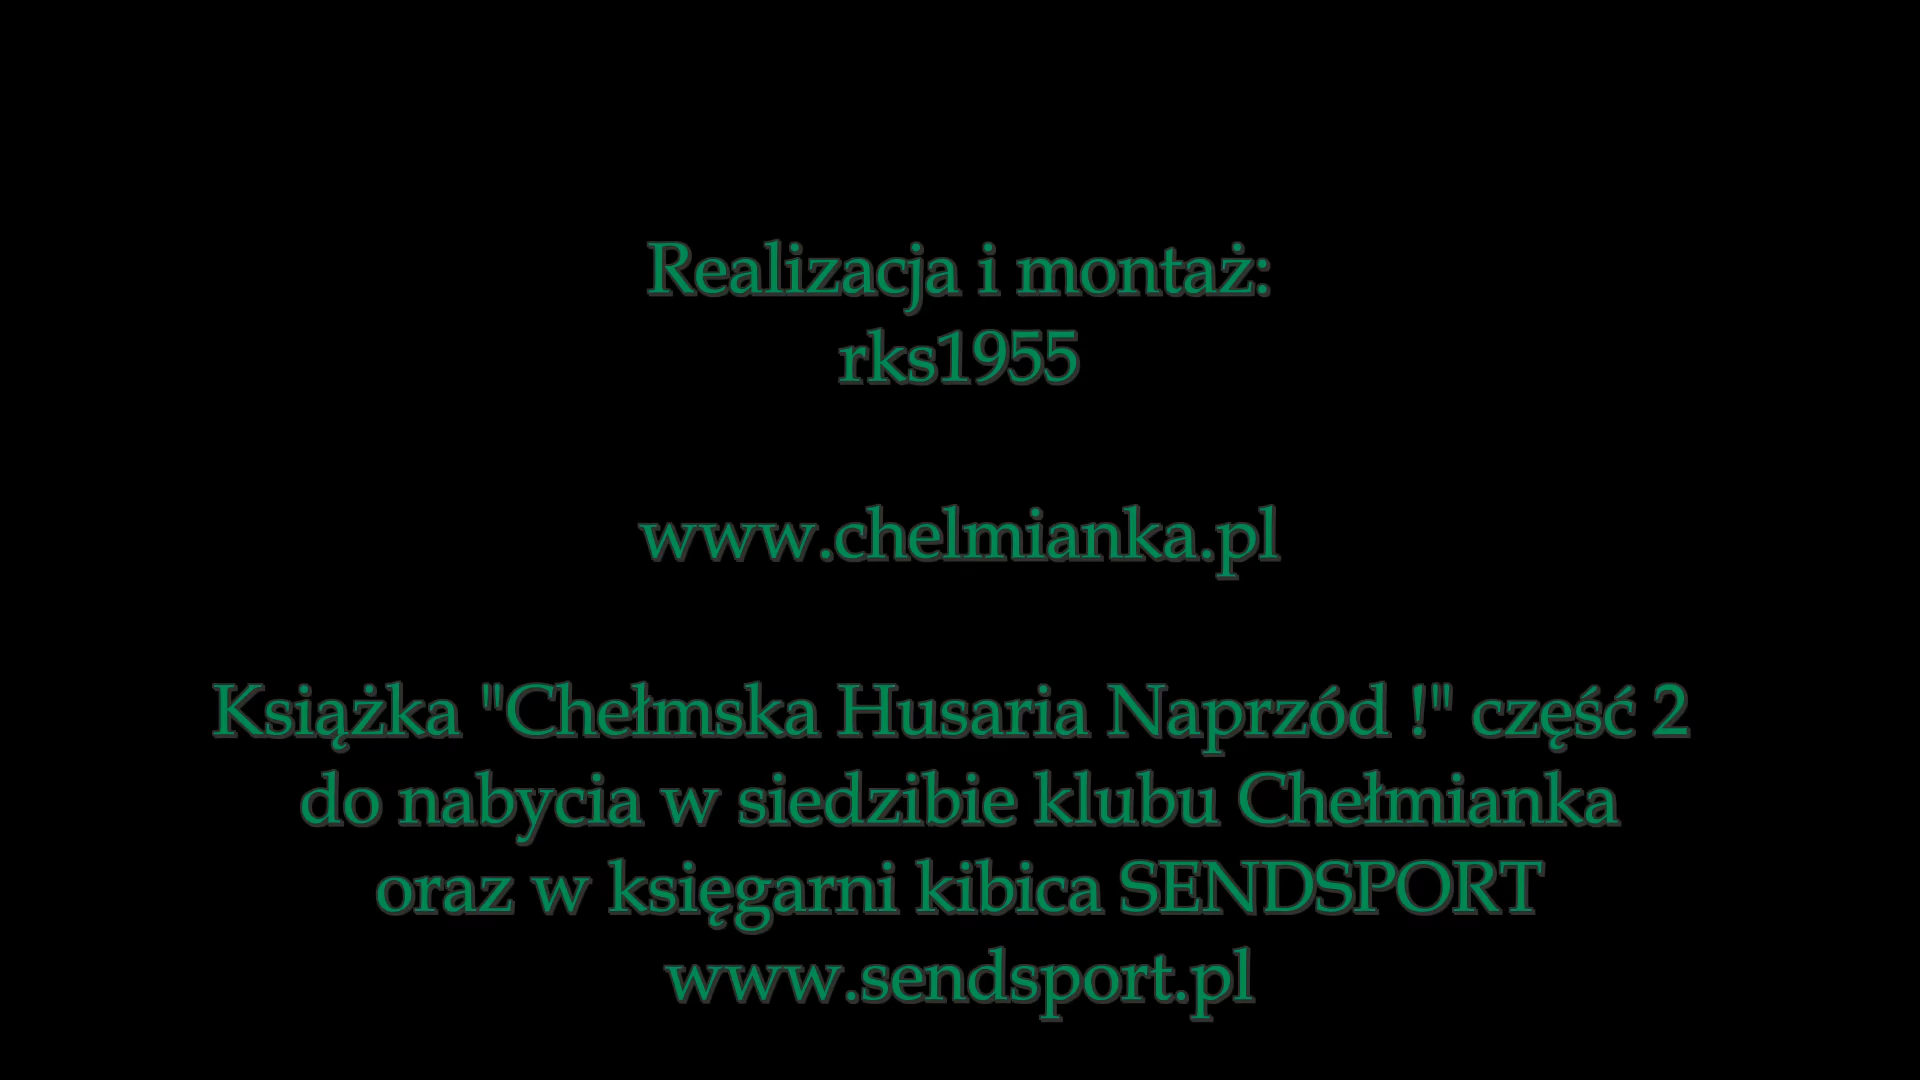 Realizacja i montaż:
rks1955
www.chelmianka.pl
Książka "Chełmska Husaria Naprzód !" część 2
do nabycia w siedzibie klubu Chełmianka
oraz w księgarni kibica SENDSPORT
www.sendsport.pl